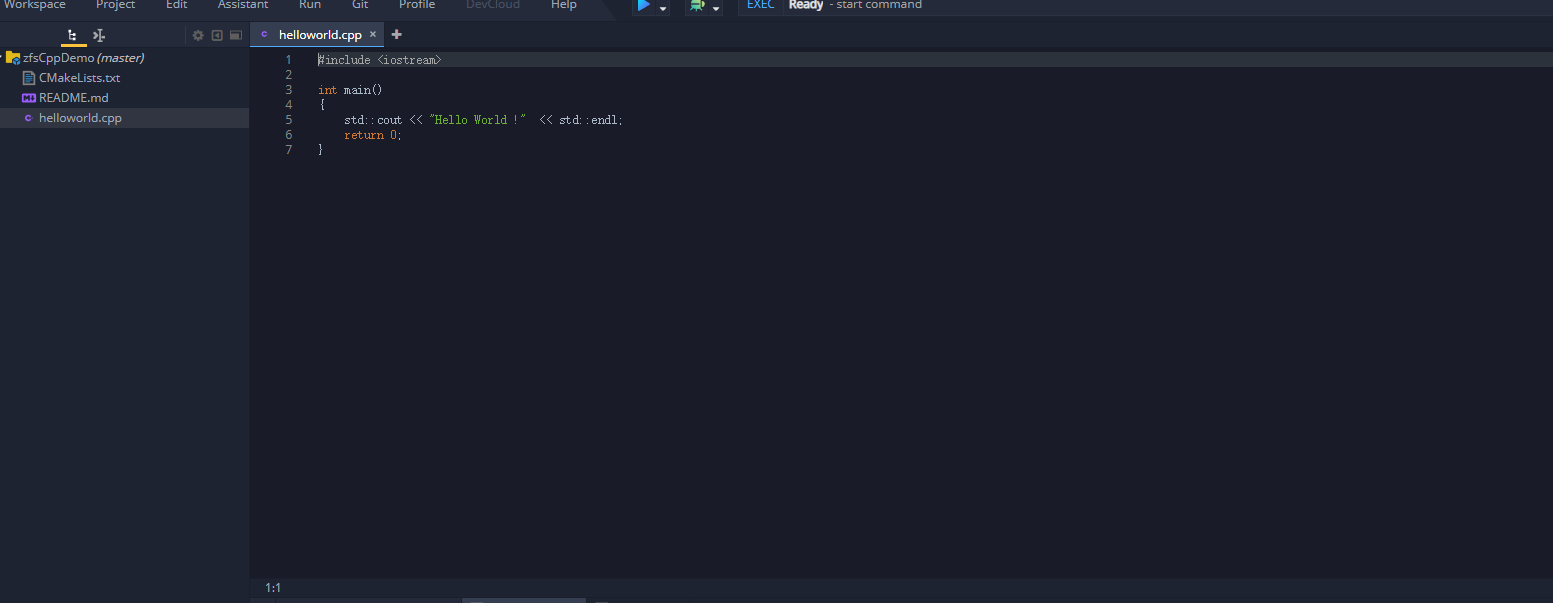 Workspace Project Edit Assistant Run Git Profile DevCloud Help EXEC Ready - start command
helloworld.cpp × +
zfsCppDemo (master)
CMakeLists.txt
README.md
helloworld.cpp
1 #include <iostream>
2
3 int main()
4 {
5 std::cout << "Hello World !" << std::endl;
6 return 0;
7 }
1:1